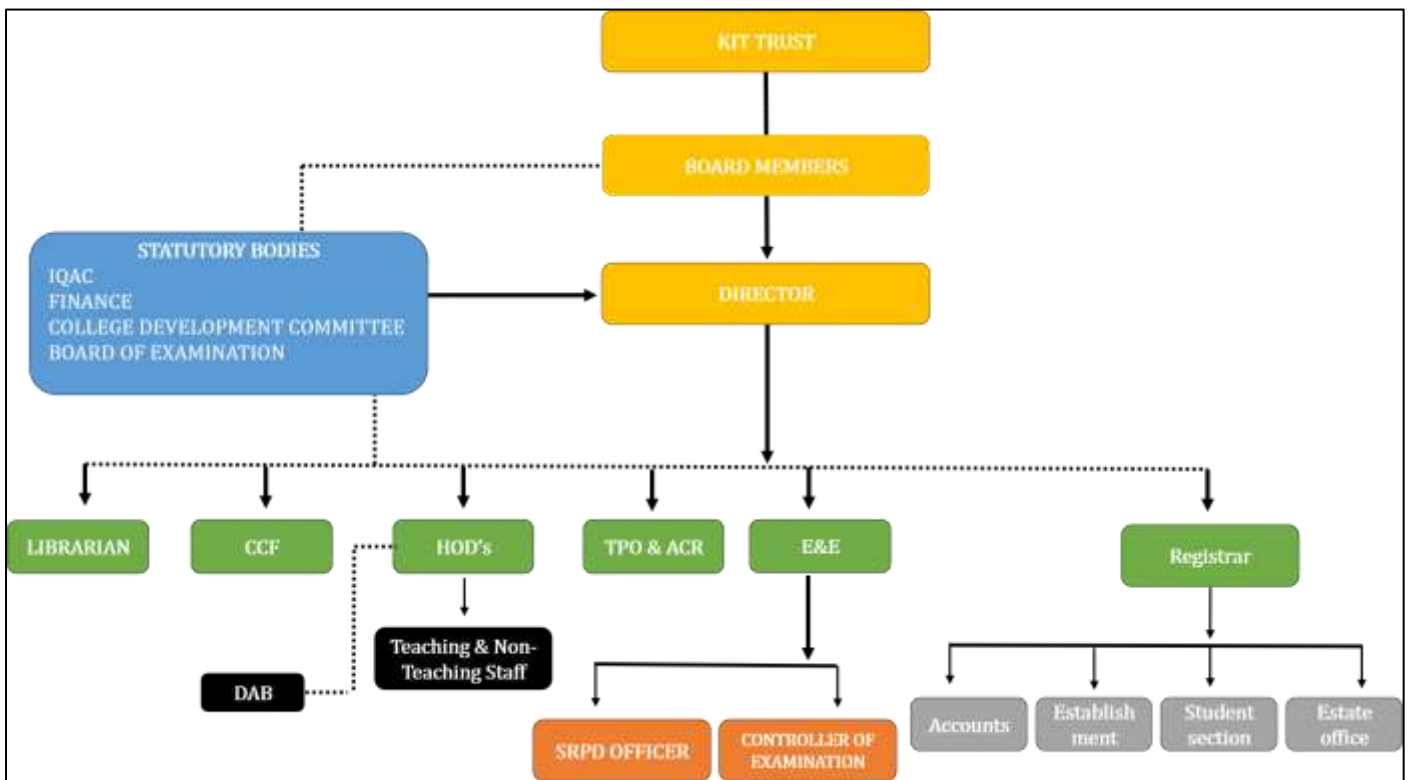 KIT TRUST
BOARD MEMBERS
STATUTORY BODIES
IQAC
FINANCE
COLLEGE DEVELOPMENT COMMITTEE
BOARD OF EXAMINATION
DIRECTOR
LIBRARIAN
CCF
HOD's
TPO & ACR
E&E
Registrar
Teaching & Non-
Teaching Staff
DAB
SRPD OFFICER
CONTROLLER OF
EXAMINATION
Accounts
Establish
ment
Student
section
Estate
office